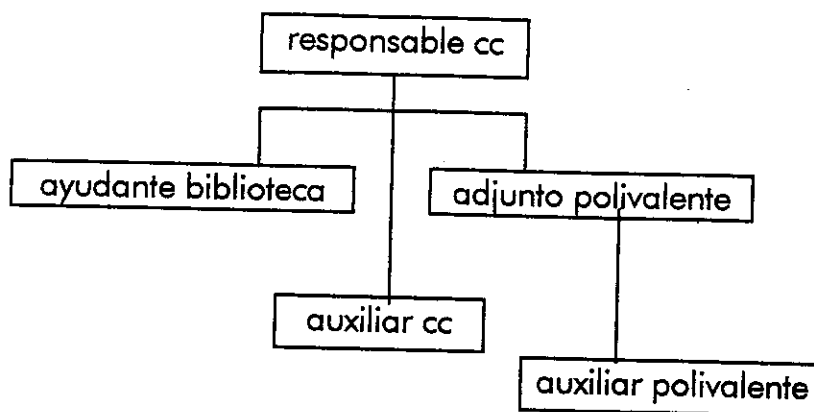 responsable cc
ayudante biblioteca
adjunto polivalente
auxiliar cc
auxiliar polivalente